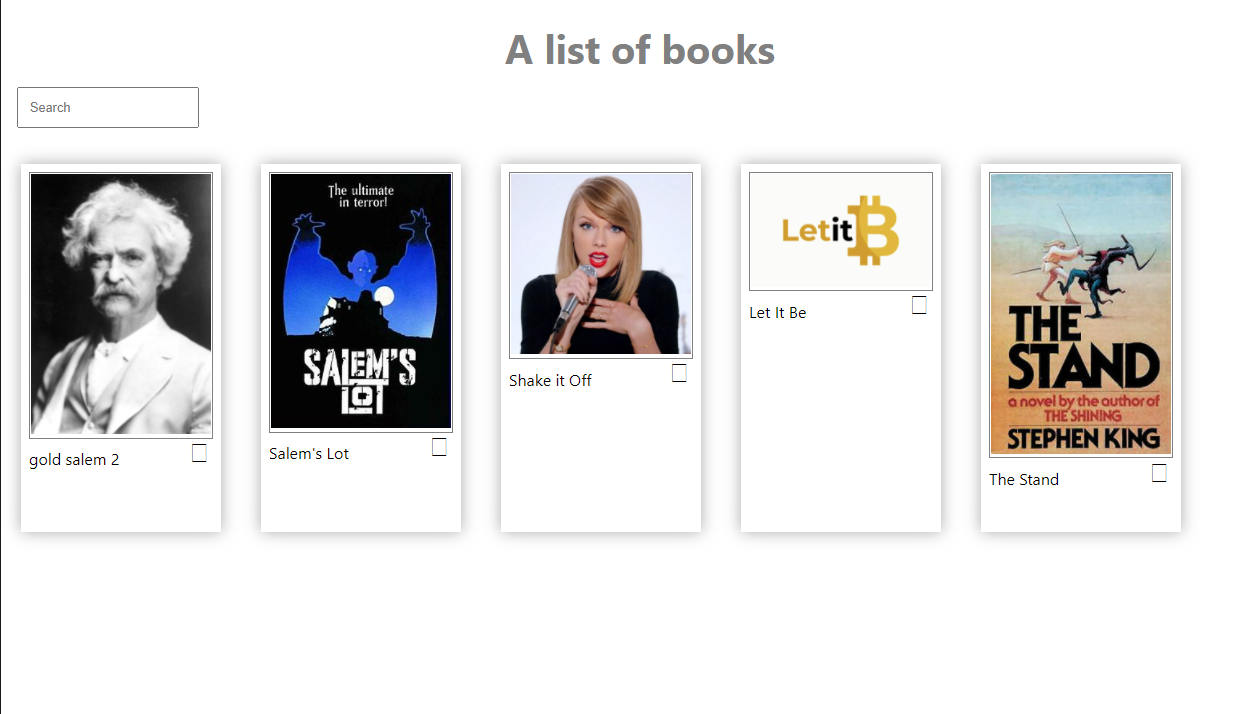 A list of books
Search
The ultimate
in terror!
SALEM'S
LOT
LetitB
THE
STAND
a novel by the author of
THE SHINING
STEPHEN KING
gold salem 2
Salem's Lot
Shake it Off
Let It Be
The Stand